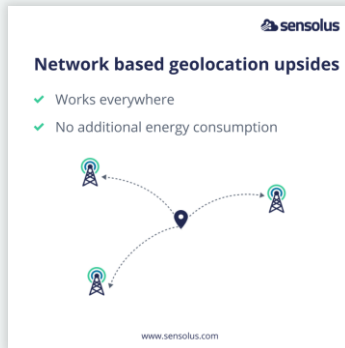 sensolus
Network based geolocation upsides
Works everywhere
No additional energy consumption
www.sensolus.com